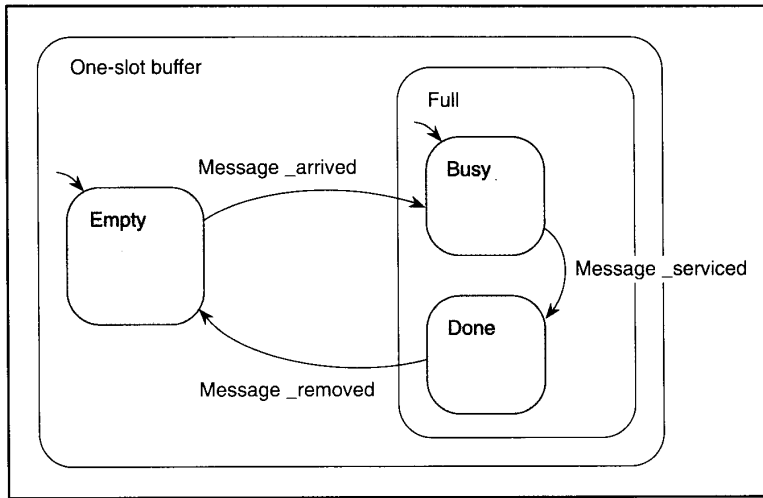 One-slot buffer
Full
Message _arrived
Busy
Empty
Message _serviced
Done
Message _removed